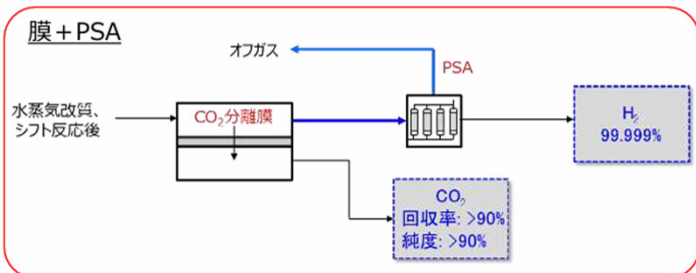 膜＋PSA
オフガス
PSA
水蒸気改質、
シフト反応後
CO₂分離膜
H₂
99.999%
CO₂
回収率: >90%
純度: >90%